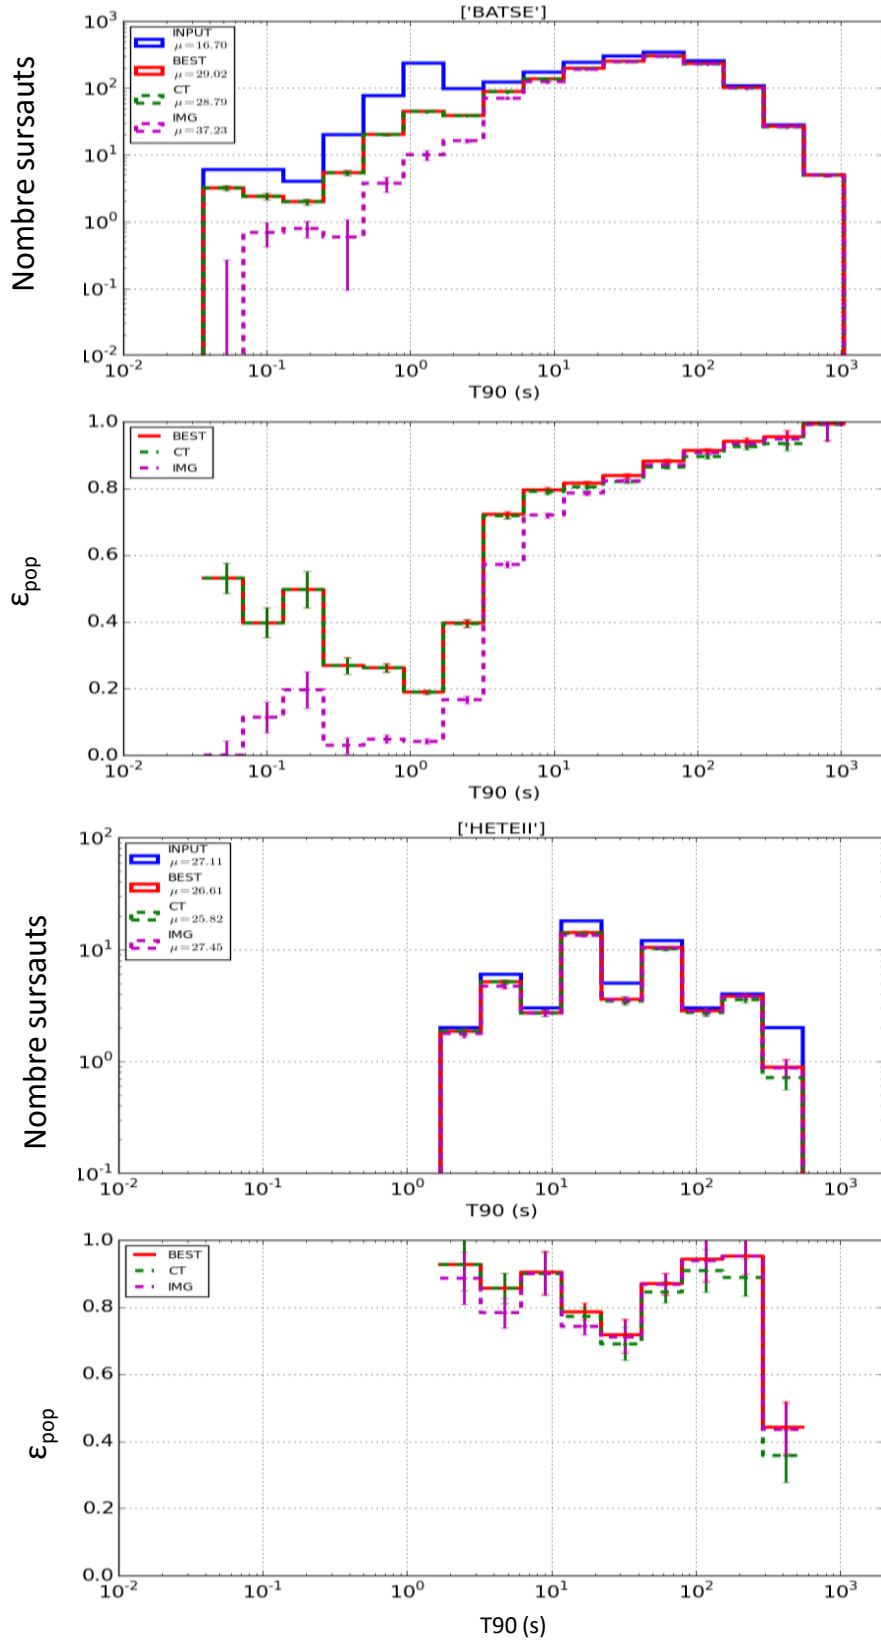 ['BATSE']
Nombre sursauts
10³
10²
10¹
10⁰
10⁻¹
10⁻²
INPUT
μ=16.70
BEST
μ=29.02
CT
μ=28.79
IMG
μ=37.23
10⁻² 10⁻¹ 10⁰ 10¹ 10² 10³
T90 (s)
εpop
1.0
0.8
0.6
0.4
0.2
0.0
BEST
CT
IMG
10⁻² 10⁻¹ 10⁰ 10¹ 10² 10³
T90 (s)
['HETEII']
Nombre sursauts
10²
10¹
10⁰
10⁻¹
INPUT
μ=27.11
BEST
μ=26.61
CT
μ=25.82
IMG
μ=27.45
10⁻² 10⁻¹ 10⁰ 10¹ 10² 10³
T90 (s)
εpop
1.0
0.8
0.6
0.4
0.2
0.0
BEST
CT
IMG
10⁻² 10⁻¹ 10⁰ 10¹ 10² 10³
T90 (s)